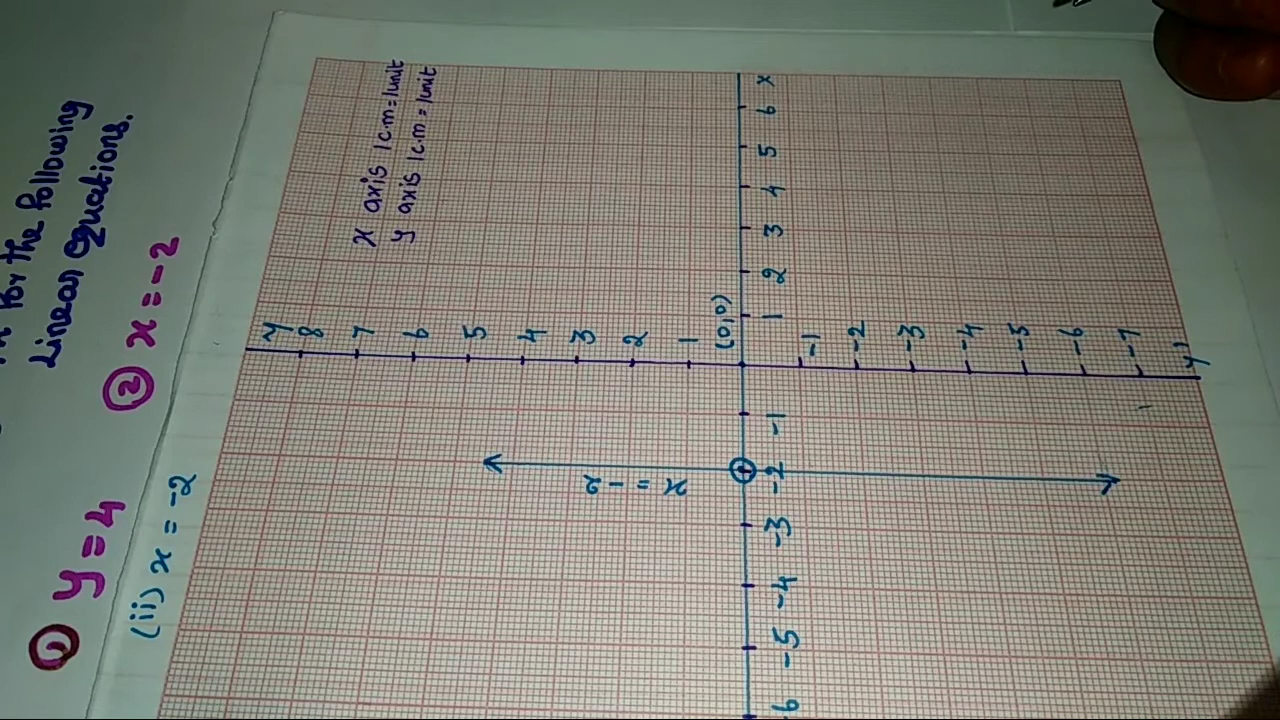 For the Following
Linear equations.
① y = 4
② x = -2
(ii) x = -2
x axis 1c.m = 1unit
y axis 1c.m = 1unit
y
8
7
6
5
4
3
2
1
(0,0)
-1
-2
-3
-4
-5
-6
-7
y'
6 -5 -4 -3 -2 -1 1 2 3 4 5 6 x
x = -2